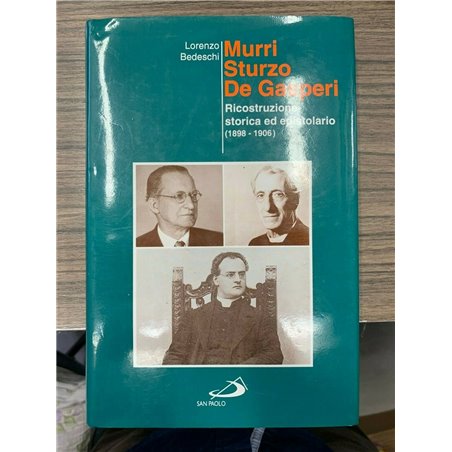 Lorenzo
Bedeschi
Murri
Sturzo
De Gasperi
Ricostruzione
storica ed epistolario
(1898 - 1906)
SAN PAOLO